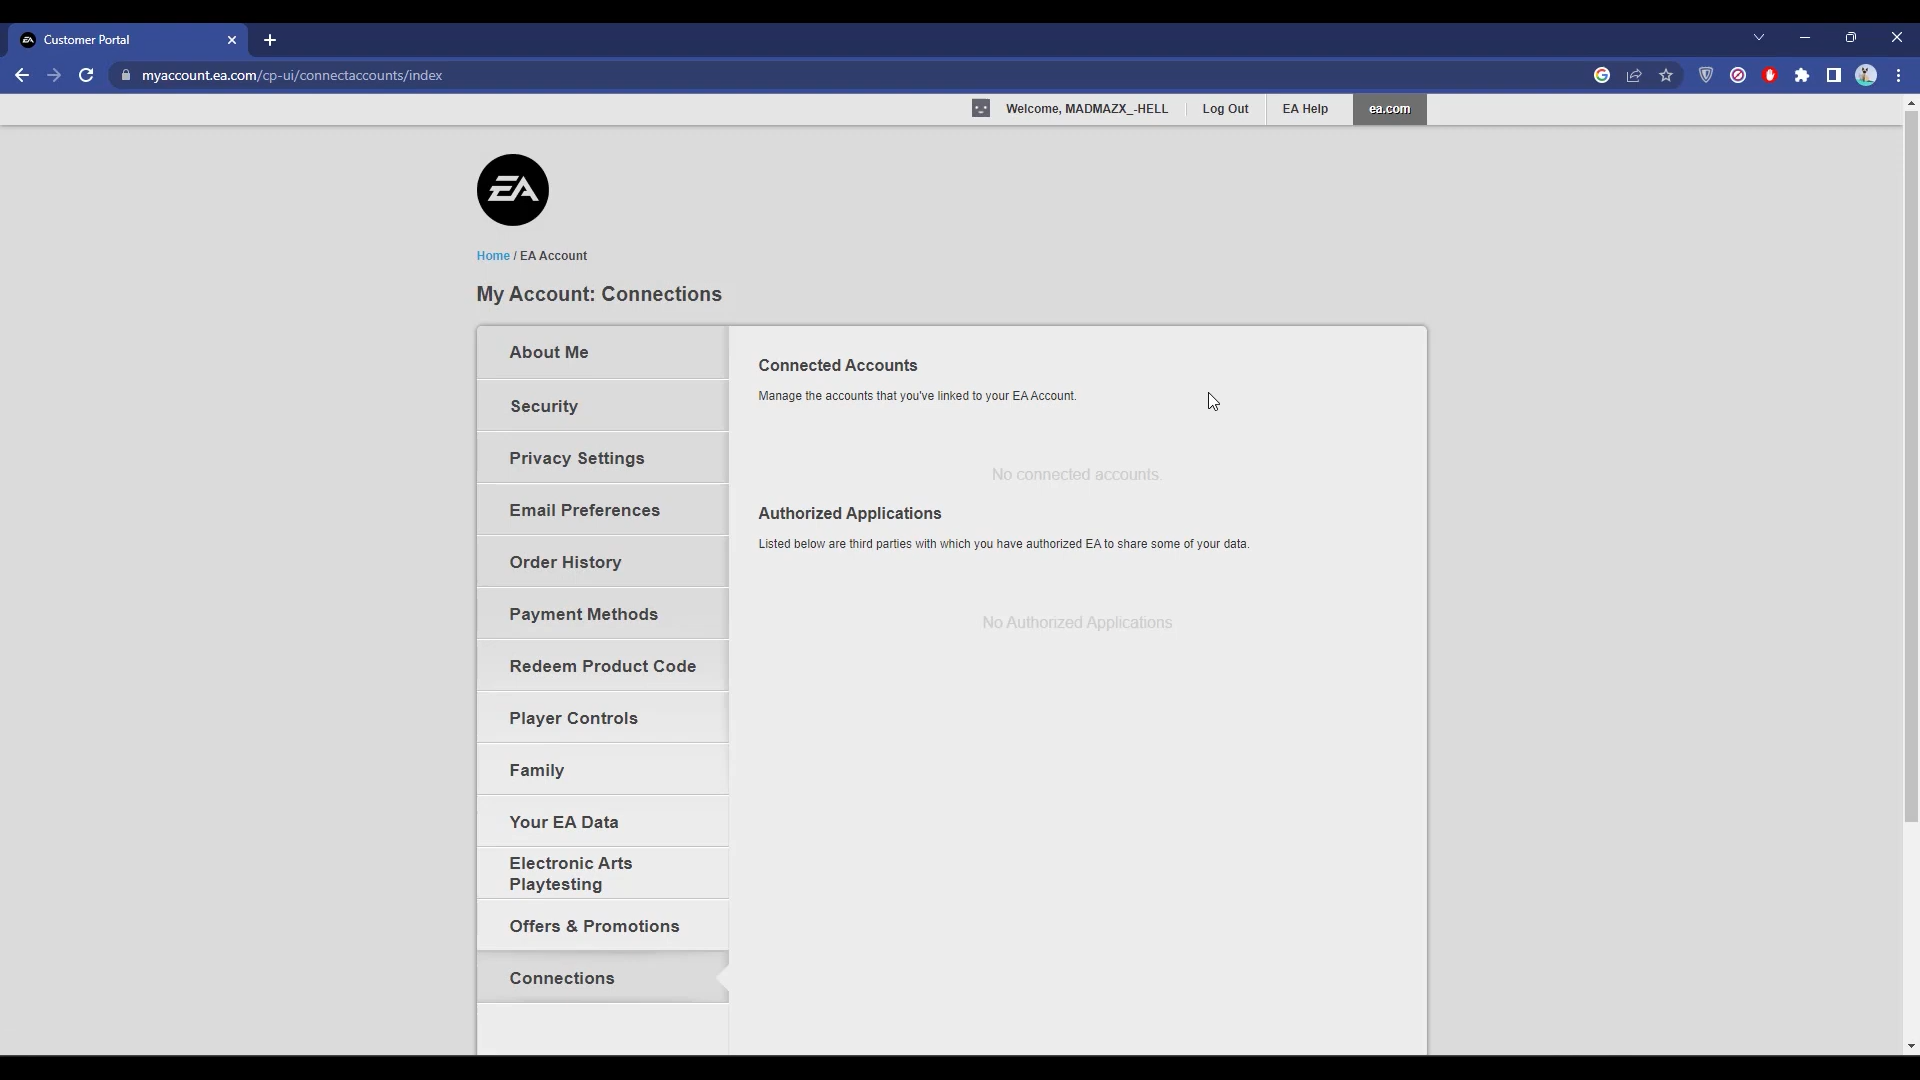 Customer Portal
myaccount.ea.com/cp-ui/connectaccounts/index
Welcome, MADMAZX_-HELL Log Out EA Help ea.com
EA
Home / EA Account
My Account: Connections
About Me
Security
Privacy Settings
Email Preferences
Order History
Payment Methods
Redeem Product Code
Player Controls
Family
Your EA Data
Electronic Arts
Playtesting
Offers & Promotions
Connections
Connected Accounts
Manage the accounts that you've linked to your EA Account.
No connected accounts.
Authorized Applications
Listed below are third parties with which you have authorized EA to share some of your data.
No Authorized Applications